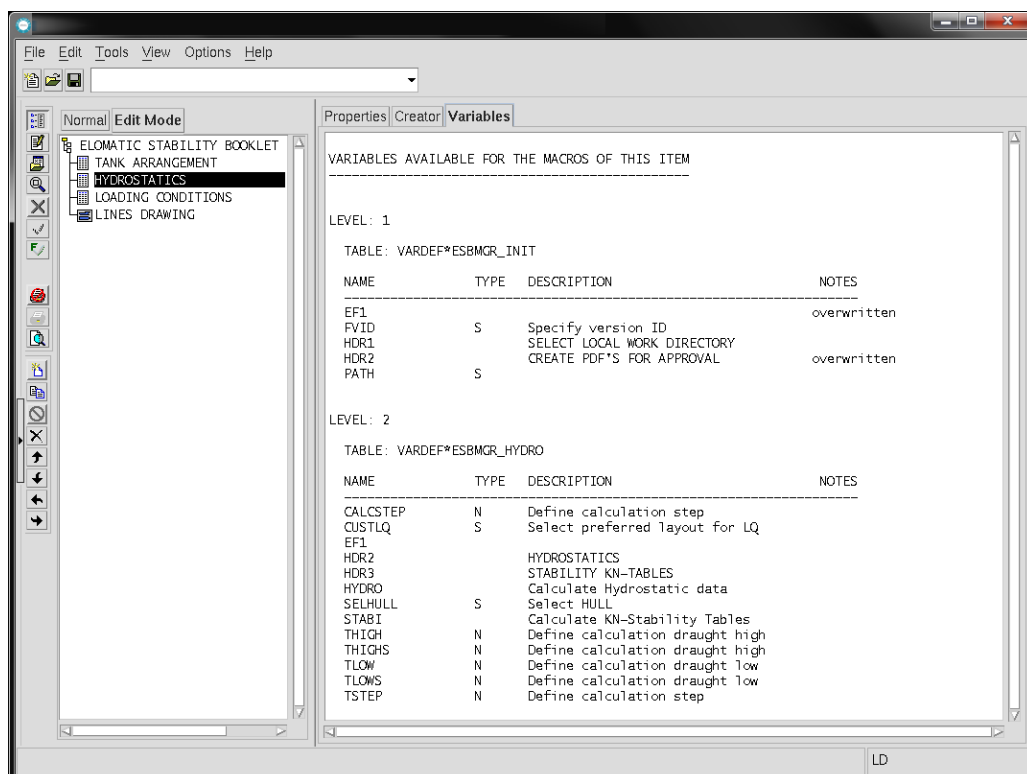 File Edit Tools View Options Help
Normal Edit Mode
ELOMATIC STABILITY BOOKLET
TANK ARRANGEMENT
HYDROSTATICS
LOADING CONDITIONS
LINES DRAWING
Properties Creator Variables
VARIABLES AVAILABLE FOR THE MACROS OF THIS ITEM
LEVEL: 1
TABLE: VARDEF*ESBMGR_INIT
NAME TYPE DESCRIPTION NOTES
EF1 overwritten
FVID S Specify version ID
HDR1 SELECT LOCAL WORK DIRECTORY
HDR2 CREATE PDF"S FOR APPROVAL overwritten
PATH S
LEVEL: 2
TABLE: VARDEF*ESBMGR_HYDRO
NAME TYPE DESCRIPTION NOTES
CALCSTEP N Define calculation step
CUSTLQ S Select preferred layout for LQ
EF1
HDR2 HYDROSTATICS
HDR3 STABILITY KN-TABLES
HYDRO Calculate Hydrostatic data
SELHULL S Select HULL
STABI Calculate KN-Stability Tables
THIGH N Define calculation draught high
THIGHS N Define calculation draught high
TLOW N Define calculation draught low
TLOWS N Define calculation draught low
TSTEP N Define calculation step
LD